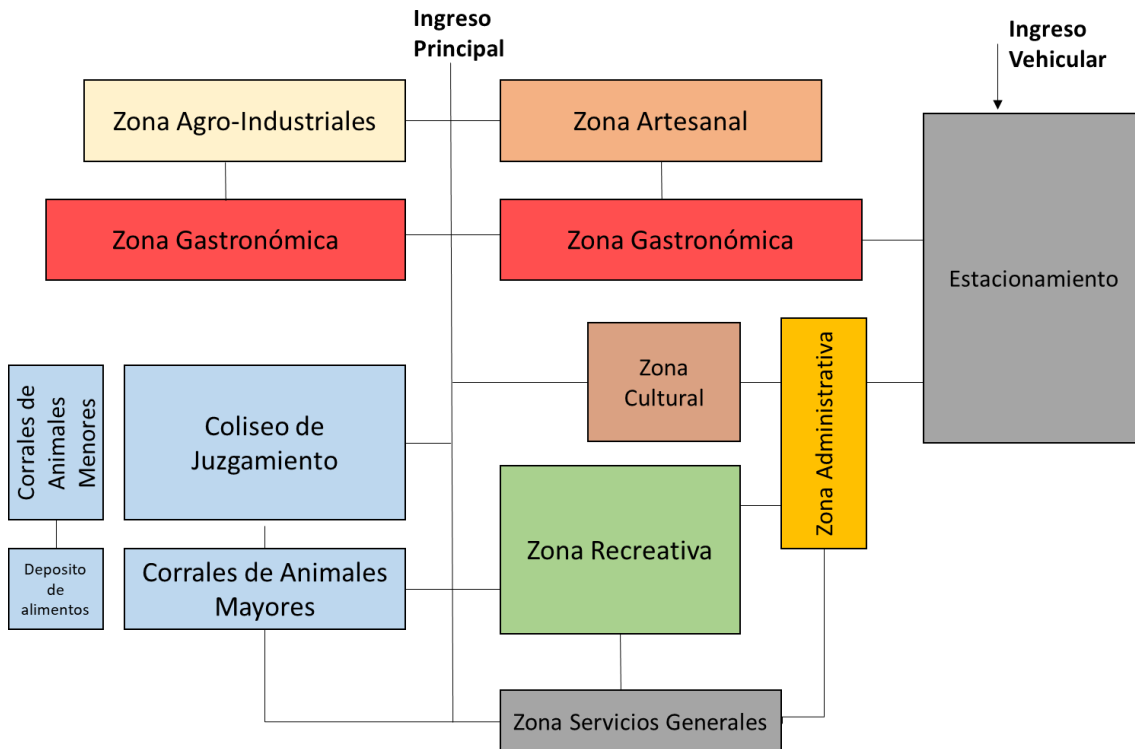 Ingreso
Principal
Ingreso
Vehicular
Zona Agro-Industriales
Zona Artesanal
Zona Gastronómica
Zona Gastronómica
Estacionamiento
Zona
Cultural
Zona Administrativa
Corrales de
Animales
Menores
Coliseo de
Juzgamiento
Zona Recreativa
Deposito
de
alimentos
Corrales de Animales
Mayores
Zona Servicios Generales